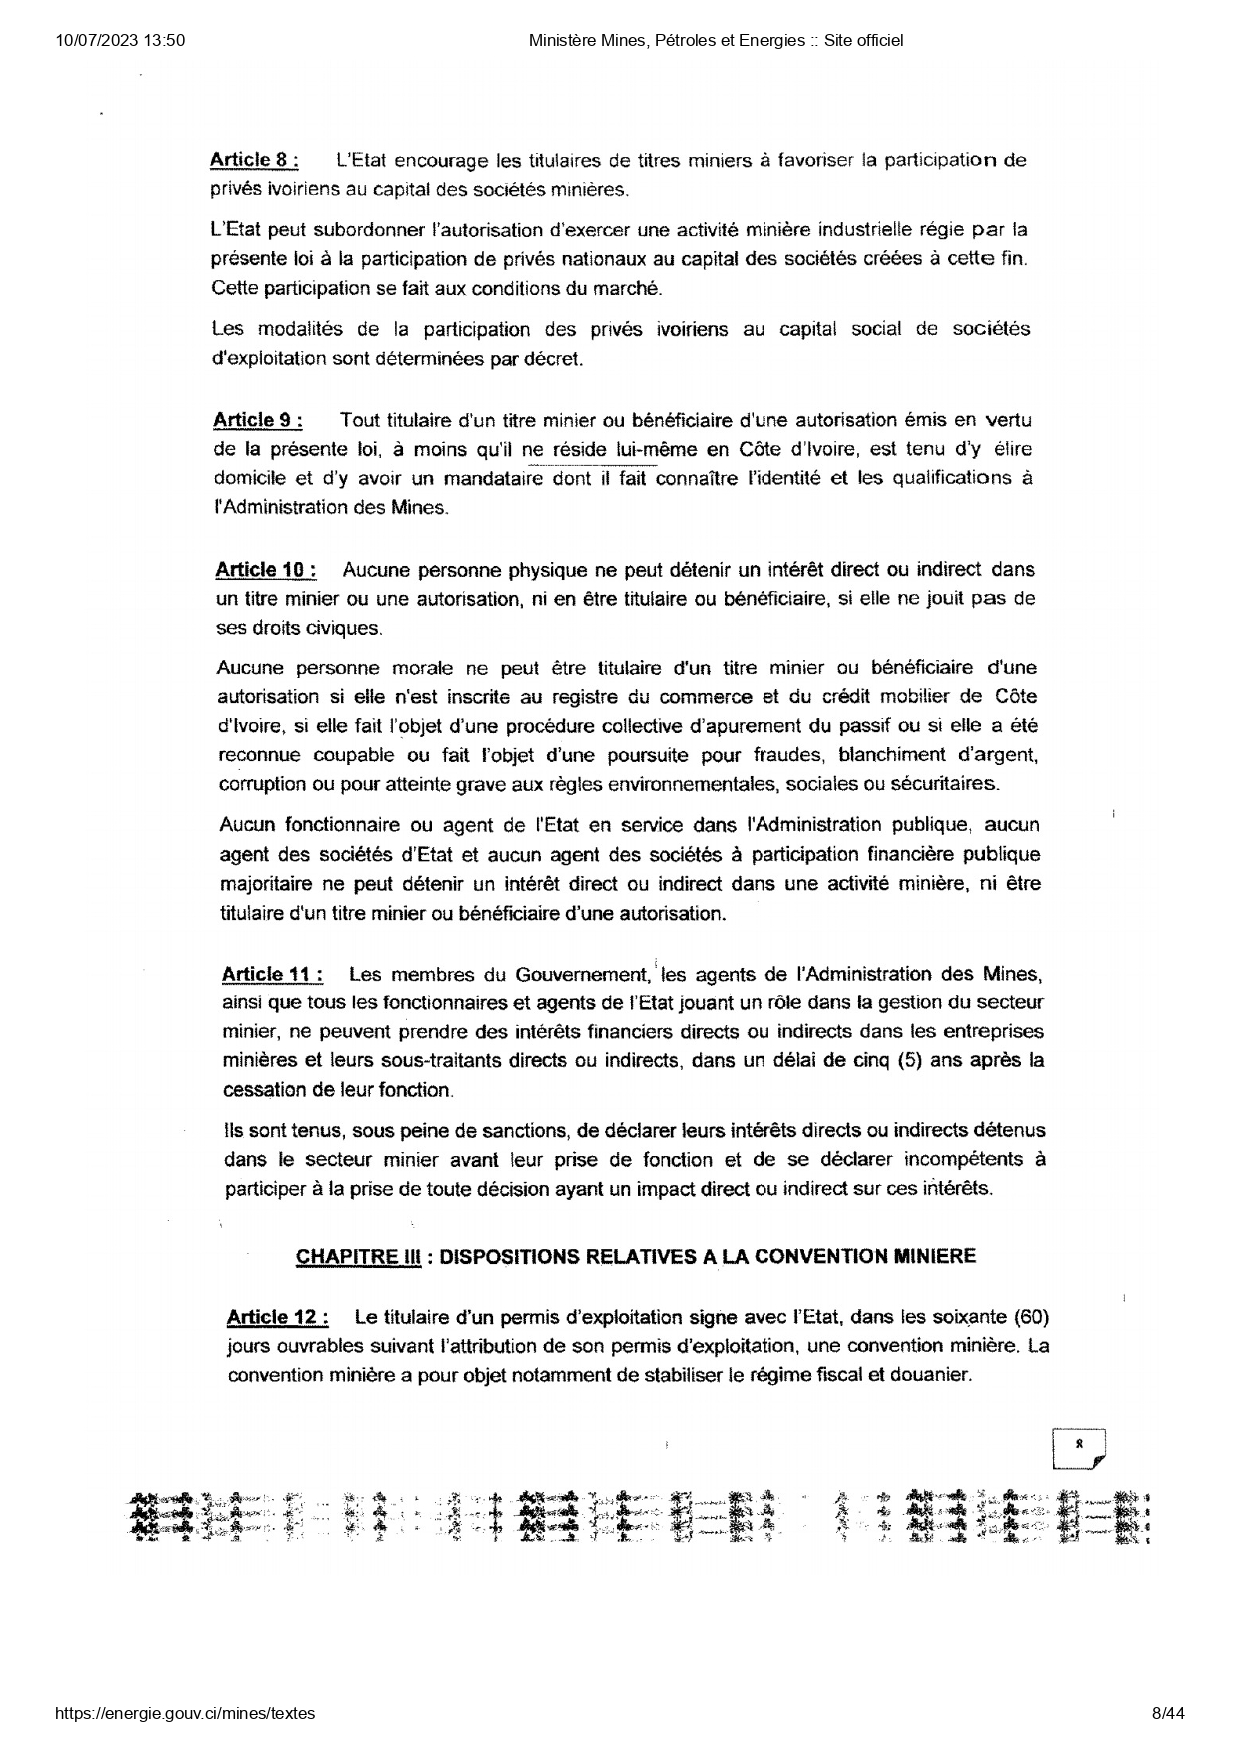 10/07/2023 13:50
Ministère Mines, Pétroles et Energies :: Site officiel
Article 8 : L'Etat encourage les titulaires de titres miniers à favoriser la participation de
privés ivoiriens au capital des sociétés minières.
L'Etat peut subordonner l'autorisation d'exercer une activité minière industrielle régie par la
présente loi à la participation de privés nationaux au capital des sociétés créées à cette fin.
Cette participation se fait aux conditions du marché.
Les modalités de la participation des privés ivoiriens au capital social de sociétés
d'exploitation sont déterminées par décret.
Article 9 : Tout titulaire d'un titre minier ou bénéficiaire d'une autorisation émis en vertu
de la présente loi, à moins qu'il ne réside lui-même en Côte d'Ivoire, est tenu d'y élire
domicile et d'y avoir un mandataire dont il fait connaître l'identité et les qualifications à
l'Administration des Mines.
Article 10 : Aucune personne physique ne peut détenir un intérêt direct ou indirect dans
un titre minier ou une autorisation, ni en être titulaire ou bénéficiaire, si elle ne jouit pas de
ses droits civiques.
Aucune personne morale ne peut être titulaire d'un titre minier ou bénéficiaire d'une
autorisation si elle n'est inscrite au registre du commerce et du crédit mobilier de Côte
d'Ivoire, si elle fait l'objet d'une procédure collective d'apurement du passif ou si elle a été
reconnue coupable ou fait l'objet d'une poursuite pour fraudes, blanchiment d'argent,
corruption ou pour atteinte grave aux règles environnementales, sociales ou sécuritaires.
Aucun fonctionnaire ou agent de l'Etat en service dans l'Administration publique, aucun
agent des sociétés d'Etat et aucun agent des sociétés à participation financière publique
majoritaire ne peut détenir un intérêt direct ou indirect dans une activité minière, ni être
titulaire d'un titre minier ou bénéficiaire d'une autorisation.
Article 11 : Les membres du Gouvernement, les agents de l'Administration des Mines,
ainsi que tous les fonctionnaires et agents de l'Etat jouant un rôle dans la gestion du secteur
minier, ne peuvent prendre des intérêts financiers directs ou indirects dans les entreprises
minières et leurs sous-traitants directs ou indirects, dans un délai de cinq (5) ans après la
cessation de leur fonction.
Ils sont tenus, sous peine de sanctions, de déclarer leurs intérêts directs ou indirects détenus
dans le secteur minier avant leur prise de fonction et de se déclarer incompétents à
participer à la prise de toute décision ayant un impact direct ou indirect sur ces intérêts.
CHAPITRE III : DISPOSITIONS RELATIVES A LA CONVENTION MINIERE
Article 12 : Le titulaire d'un permis d'exploitation signe avec l'Etat, dans les soixante (60)
jours ouvrables suivant l'attribution de son permis d'exploitation, une convention minière. La
convention minière a pour objet notamment de stabiliser le régime fiscal et douanier.
8
https://energie.gouv.ci/mines/textes
8/44